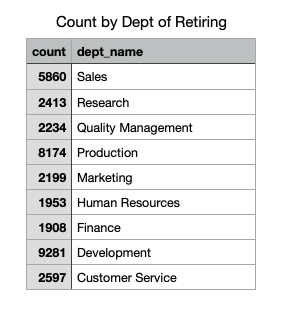 Count by Dept of Retiring
count dept_name
5860 Sales
2413 Research
2234 Quality Management
8174 Production
2199 Marketing
1953 Human Resources
1908 Finance
9281 Development
2597 Customer Service